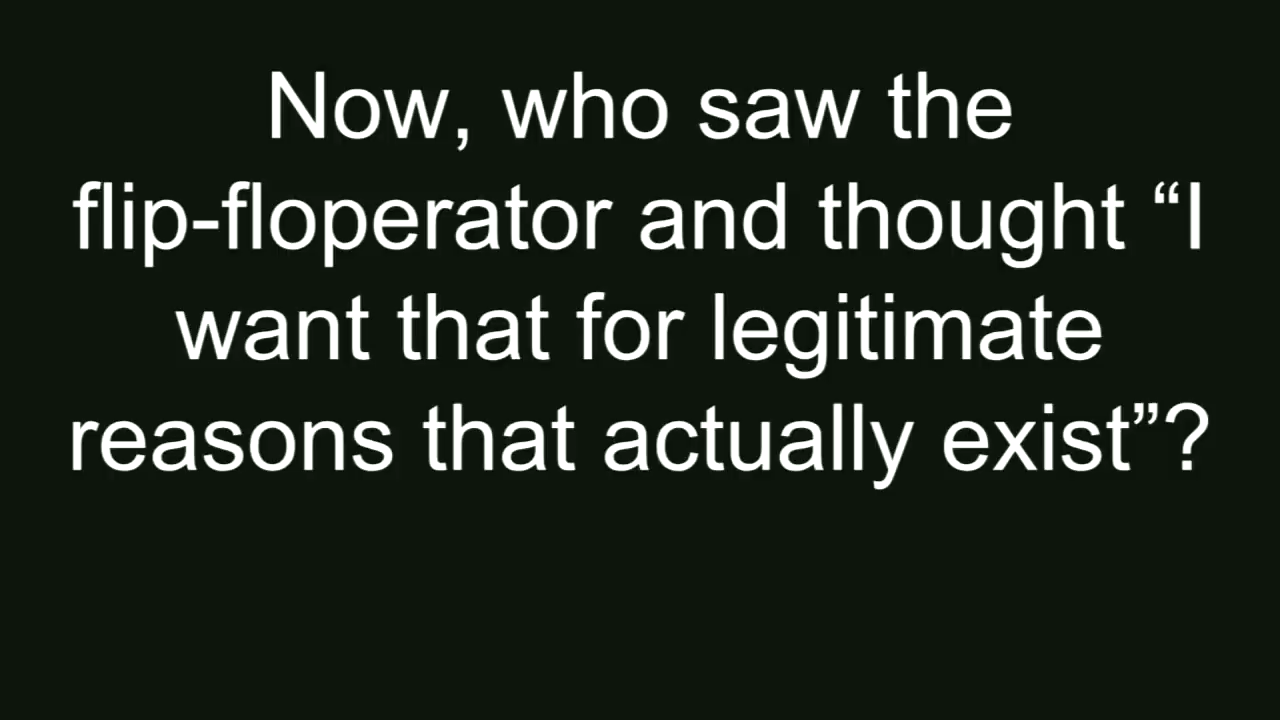 Now, who saw the
flip-floperator and thought “I
want that for legitimate
reasons that actually exist”?